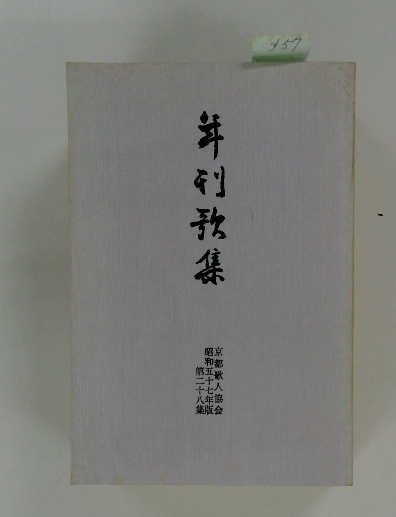 S57
年刊歌集
京都歌人協会
昭和五十七年版
第二十八集